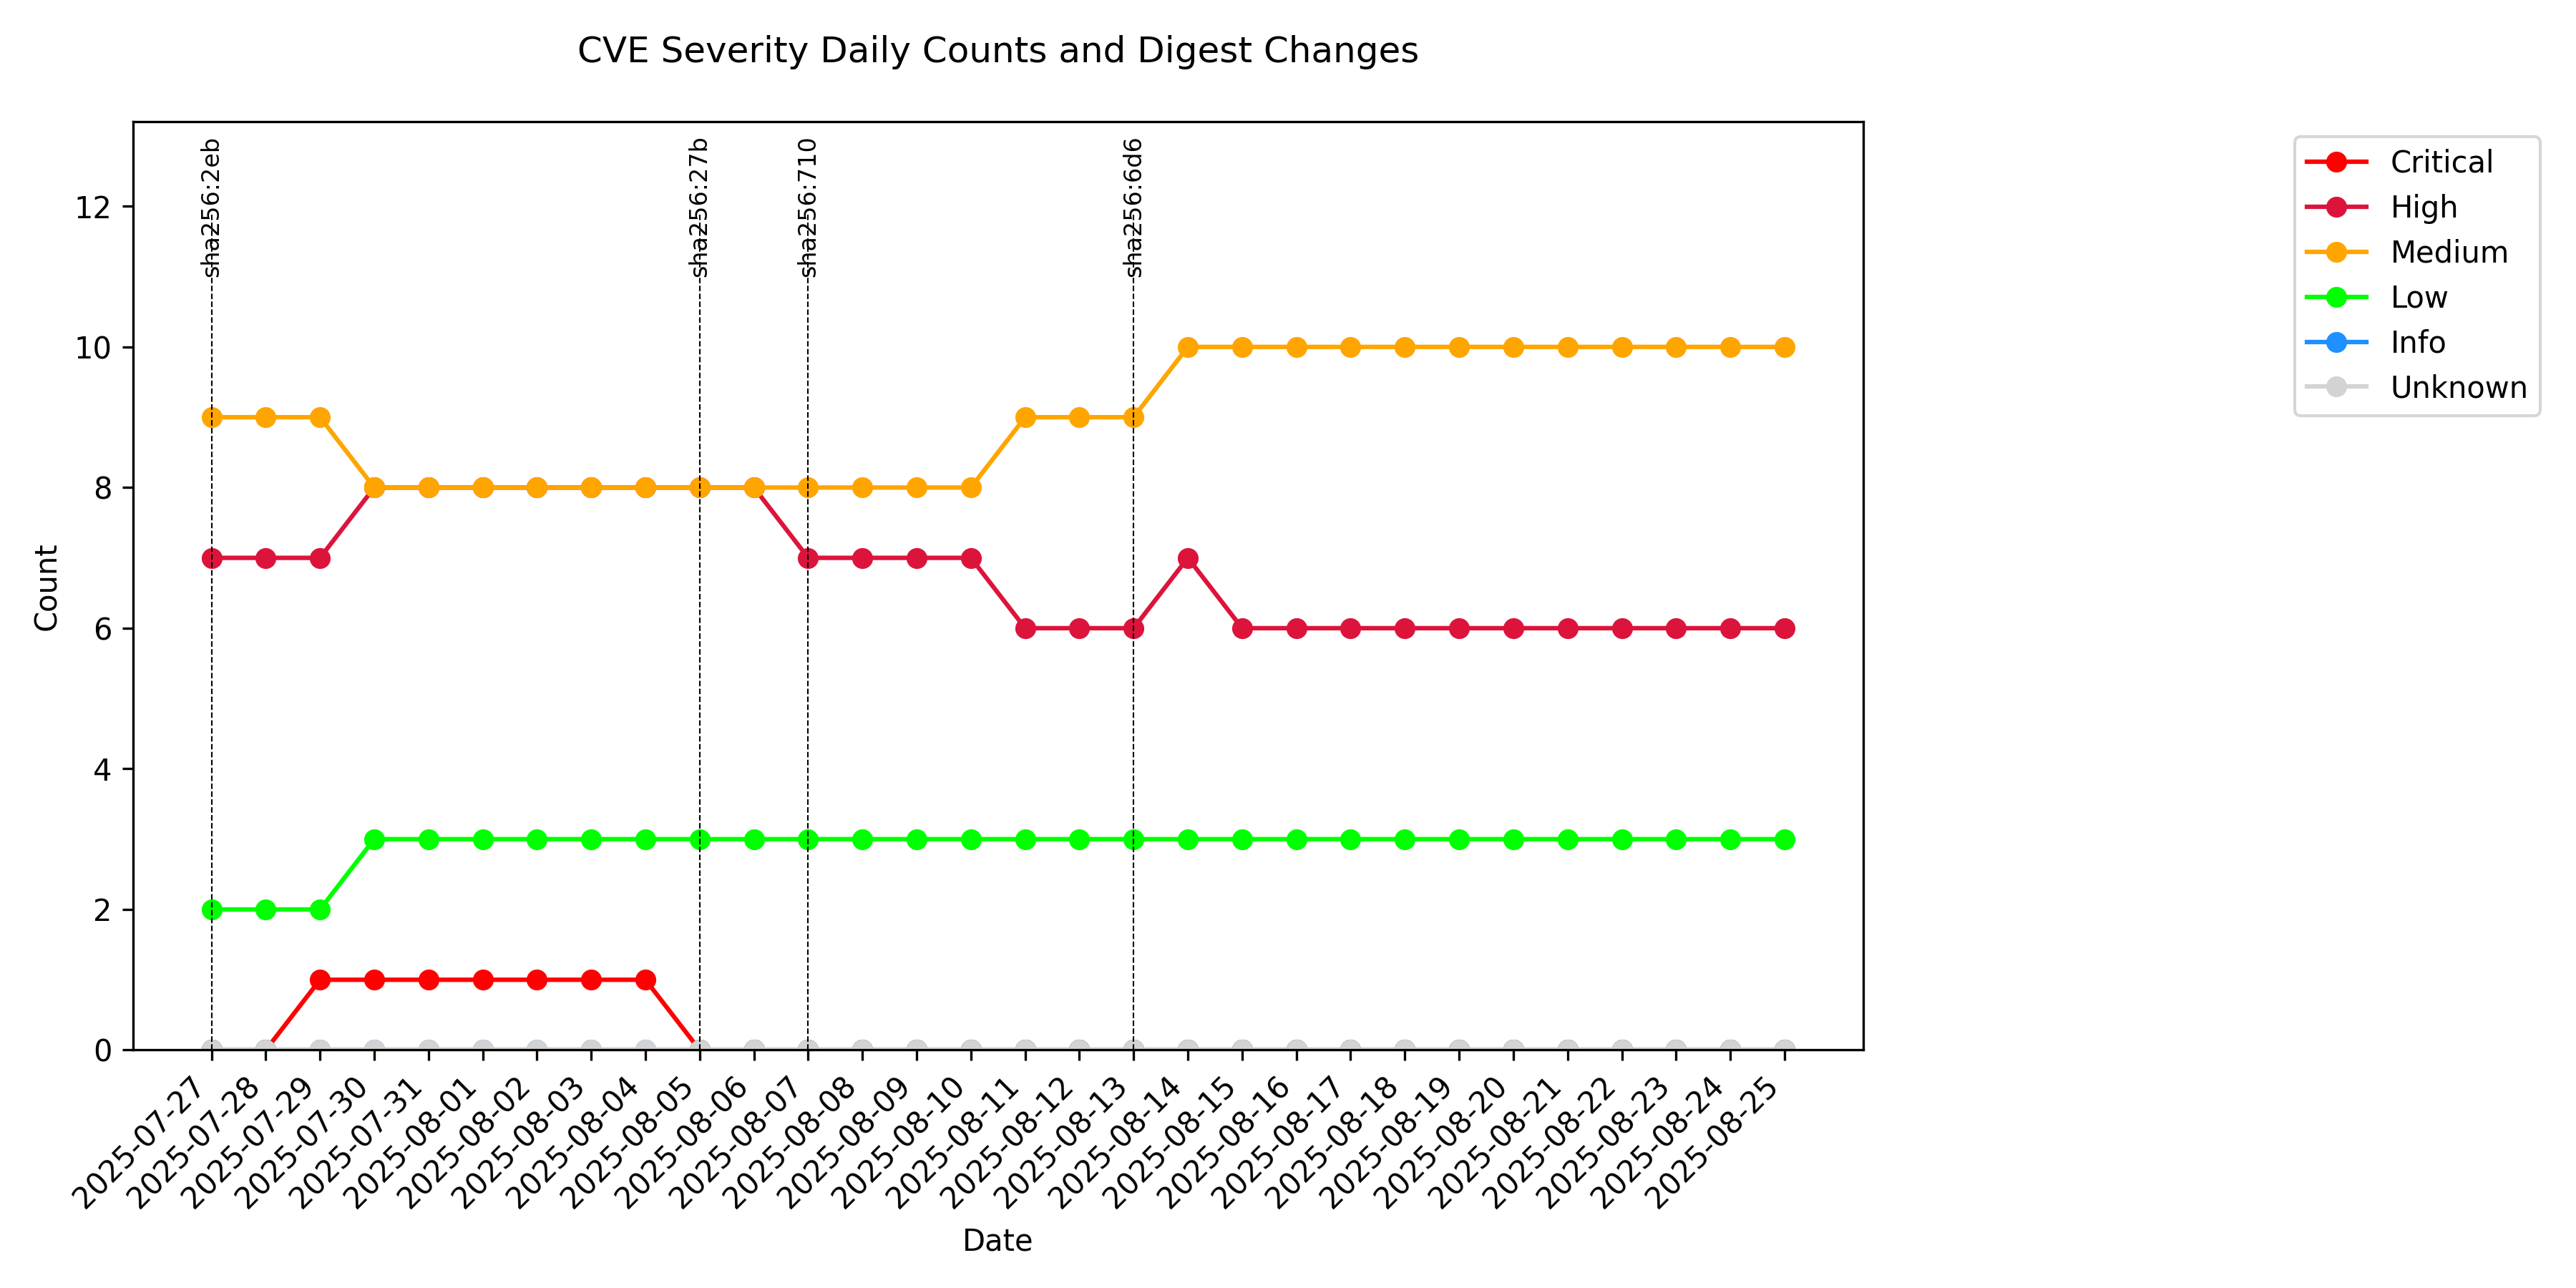 CVE Severity Daily Counts and Digest Changes
sha256:2eb
sha256:27b
sha256:710
sha256:6d6
Critical
High
Medium
Low
Info
Unknown
12
10
8
6
4
2
0
Count
2025-07-27
2025-07-28
2025-07-29
2025-07-30
2025-07-31
2025-08-01
2025-08-02
2025-08-03
2025-08-04
2025-08-05
2025-08-06
2025-08-07
2025-08-08
2025-08-09
2025-08-10
2025-08-11
2025-08-12
2025-08-13
2025-08-14
2025-08-15
2025-08-16
2025-08-17
2025-08-18
2025-08-19
2025-08-20
2025-08-21
2025-08-22
2025-08-23
2025-08-24
2025-08-25
Date